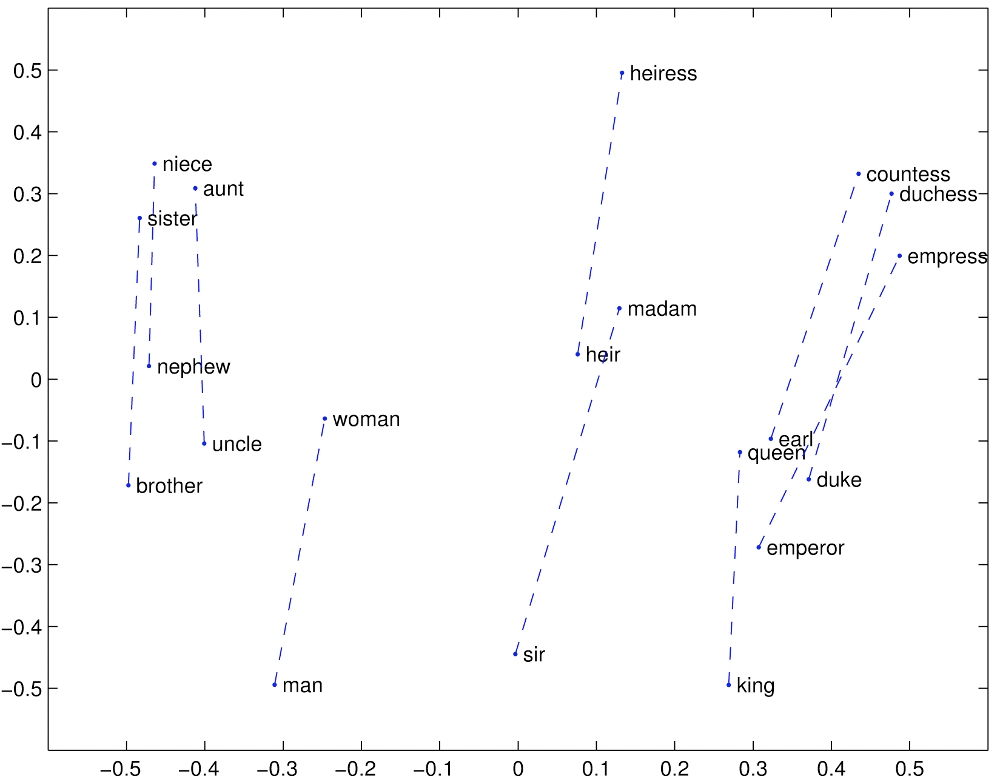 0.5
heiress
0.4
niece
aunt
0.3
countess
duchess
sister
0.2
empress
0.1
madam
heir
nephew
0
woman
−0.1
earl
uncle
queen
brother
duke
−0.2
emperor
−0.3
−0.4
sir
−0.5
man
king
−0.5 −0.4 −0.3 −0.2 −0.1 0 0.1 0.2 0.3 0.4 0.5